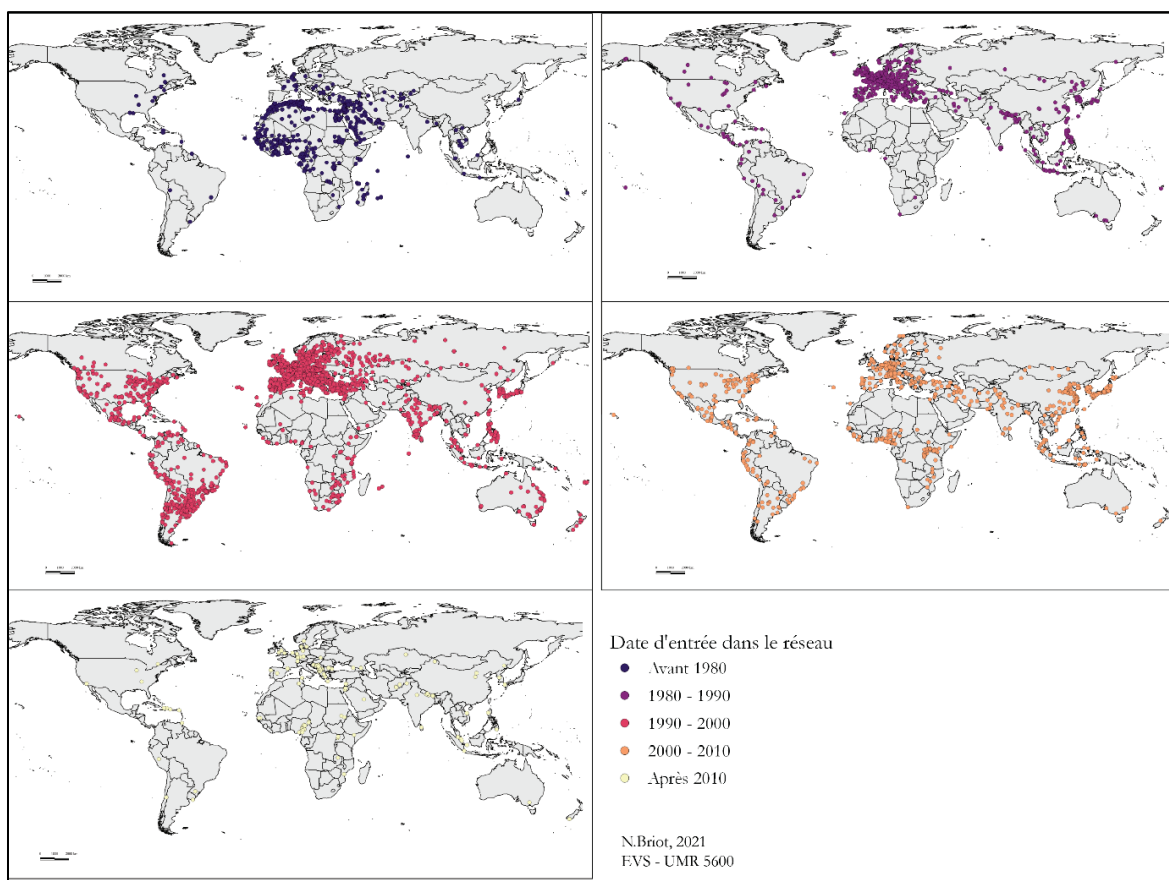 Date d'entrée dans le réseau
Avant 1980
1980 - 1990
1990 - 2000
2000 - 2010
Après 2010
N.Briot, 2021
EVS - UMR 5600